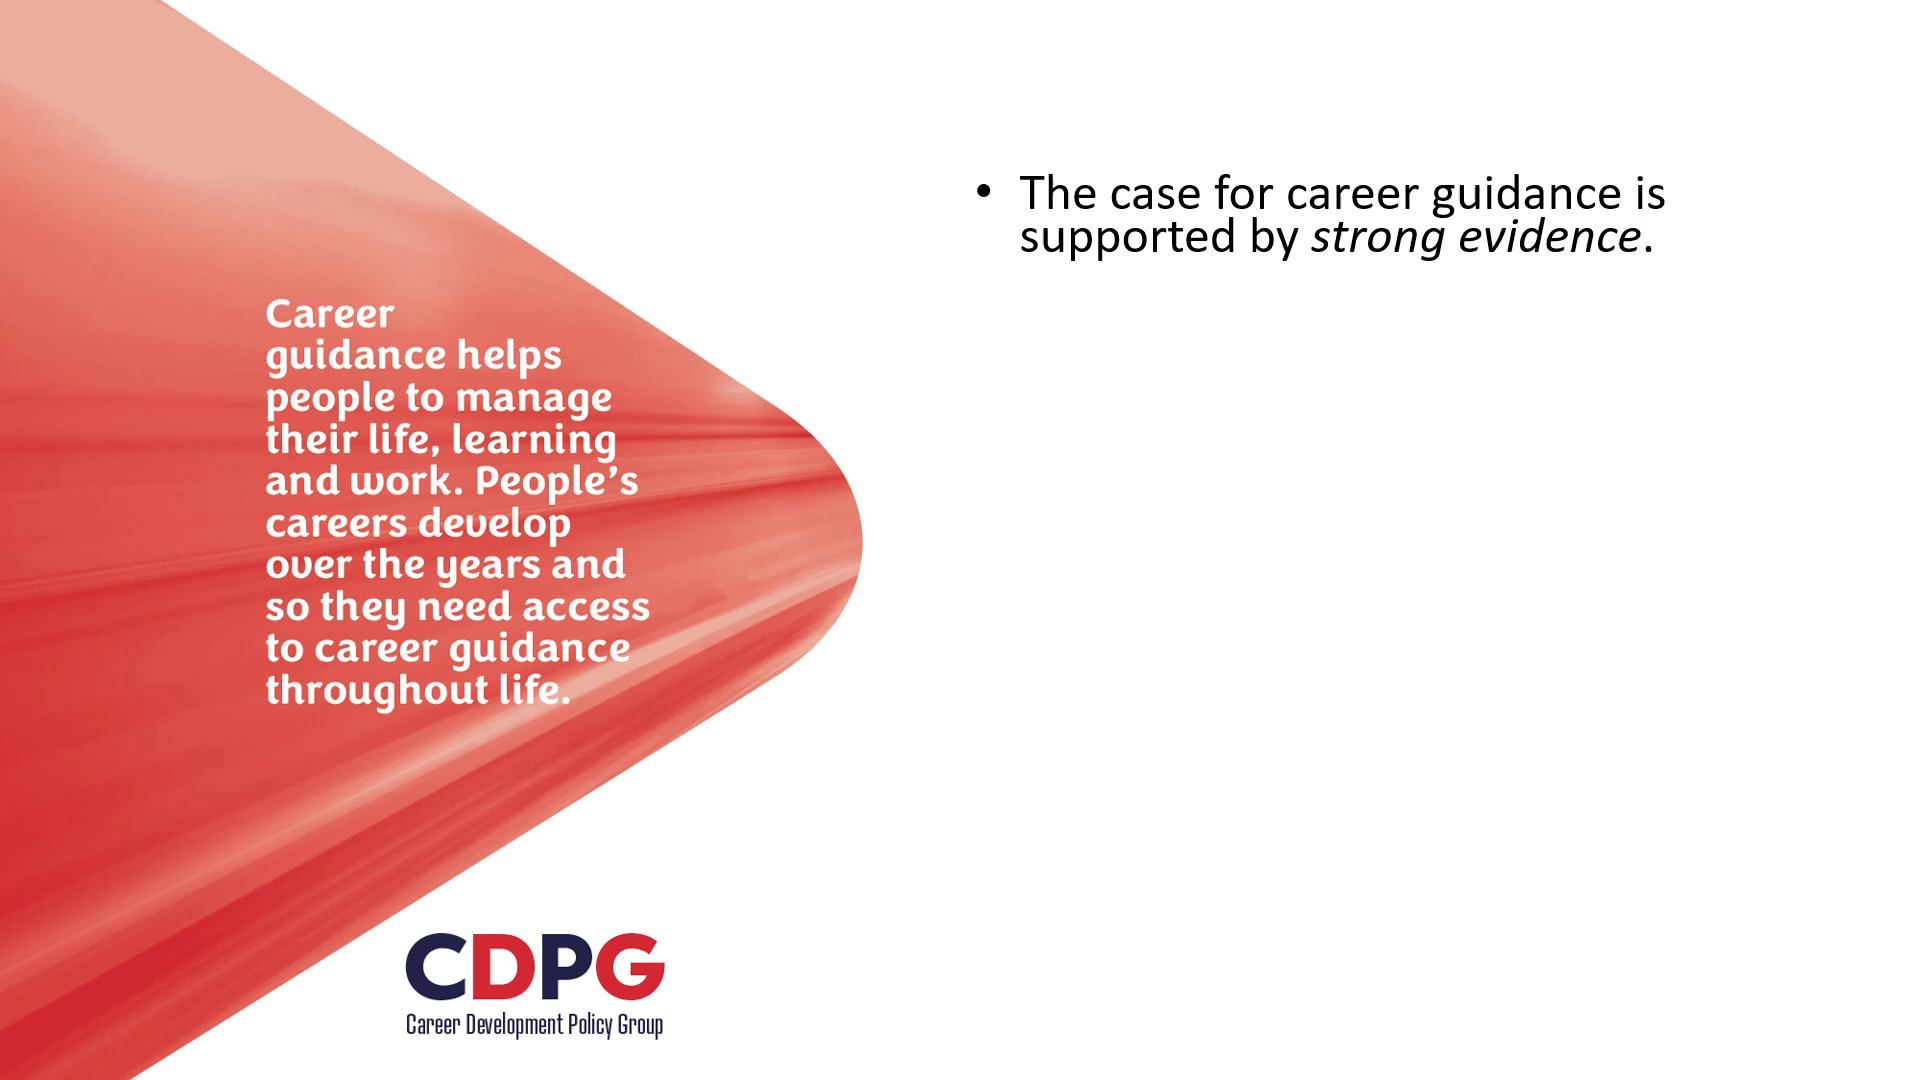 Career
guidance helps
people to manage
their life, learning
and work. People’s
careers develop
over the years and
so they need access
to career guidance
throughout life.
• The case for career guidance is
supported by strong evidence.
CDPG
Career Development Policy Group